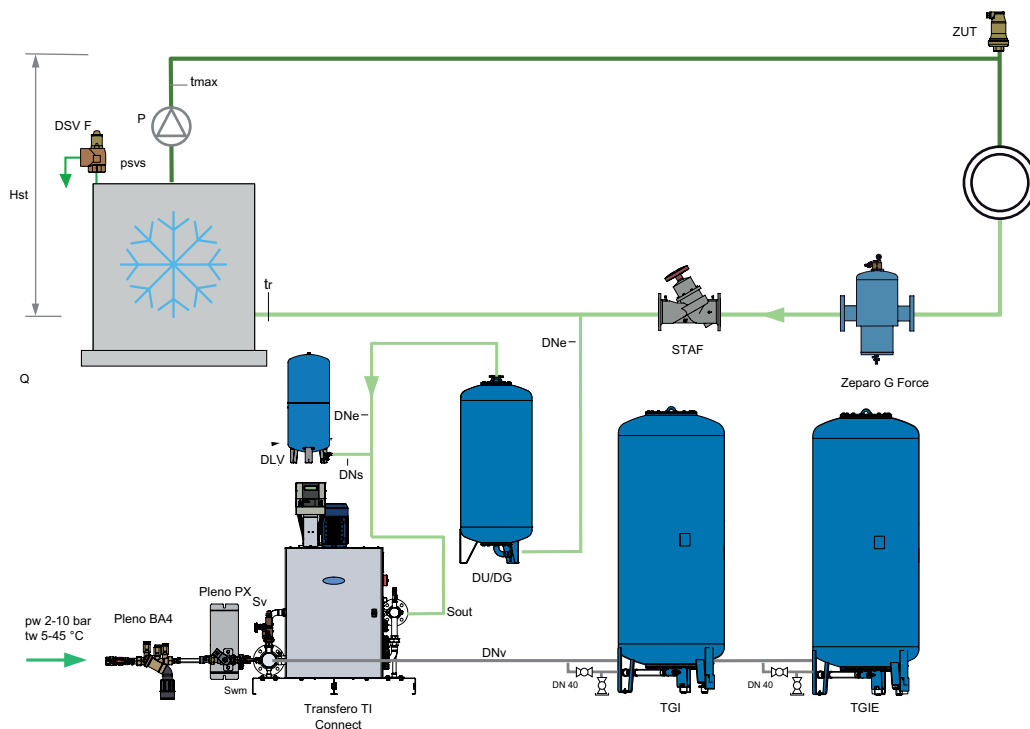 ZUT
tmax
P
DSV F
psvs
Hst
tr
DNe
STAF
Zeparo G Force
Q
DNe
DLV
DNs
DU/DG
Pleno PX
Sv
Sout
Pleno BA4
pw 2-10 bar
tw 5-45 °C
DNv
Swm
DN 40
DN 40
Transfero TI
Connect
TGI
TGIE